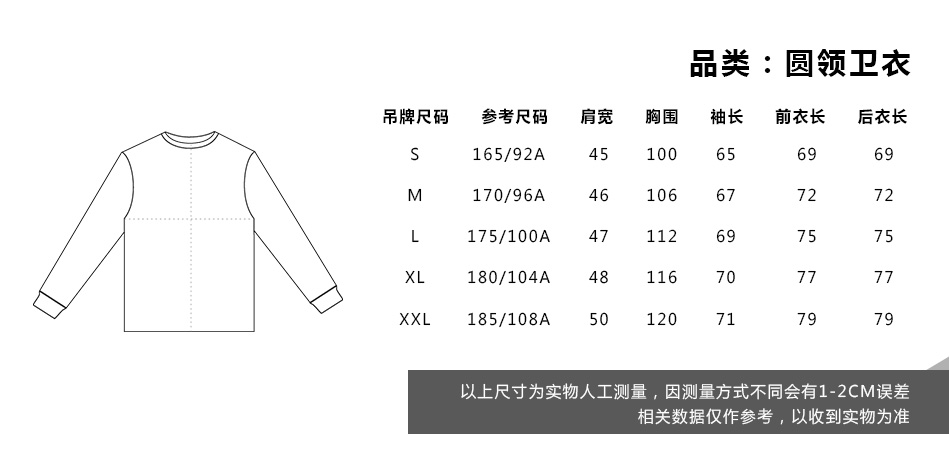 品类：圆领卫衣
吊牌尺码 参考尺码 肩宽 胸围 袖长 前衣长 后衣长
S 165/92A 45 100 65 69 69
M 170/96A 46 106 67 72 72
L 175/100A 47 112 69 75 75
XL 180/104A 48 116 70 77 77
XXL 185/108A 50 120 71 79 79
以上尺寸为实物人工测量，因测量方式不同会有1-2CM误差
相关数据仅作参考，以收到实物为准